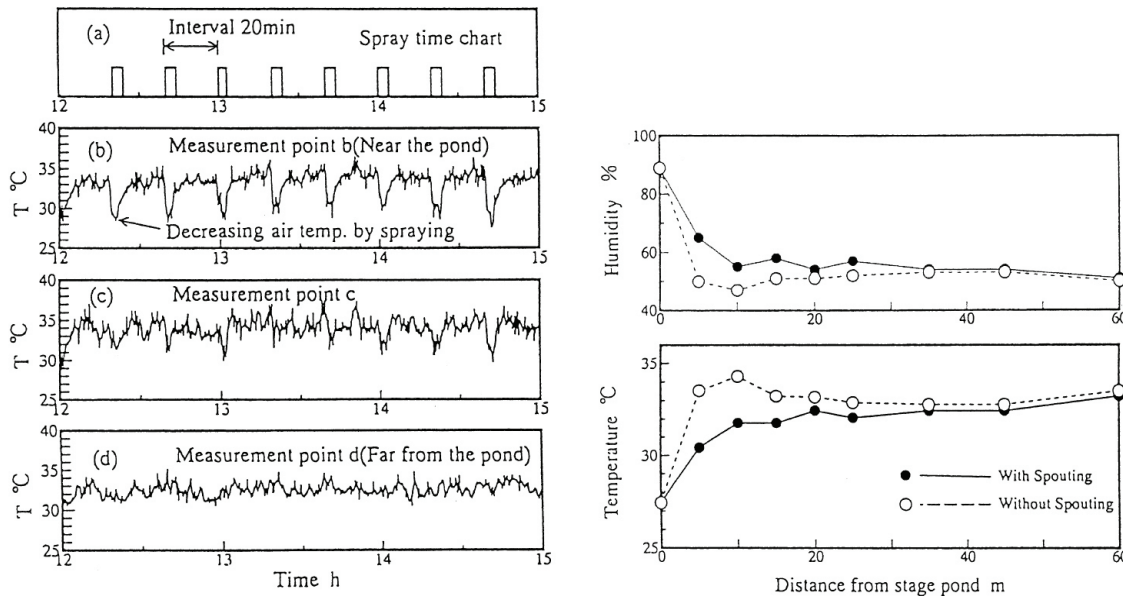 (a)
Interval 20min
Spray time chart
12 13 14 15
40
35
30
25
T °C
(b)
Measurement point b(Near the pond)
Decreasing air temp. by spraying
12 13 14 15
40
35
30
25
T °C
(c)
Measurement point c
12 13 14 15
40
35
30
25
T °C
(d)
Measurement point d(Far from the pond)
12 13 14 15
Time h
100
80
60
40
Humidity %
0 20 40 60
35
30
25
Temperature °C
With Spouting
Without Spouting
0 20 40 60
Distance from stage pond m